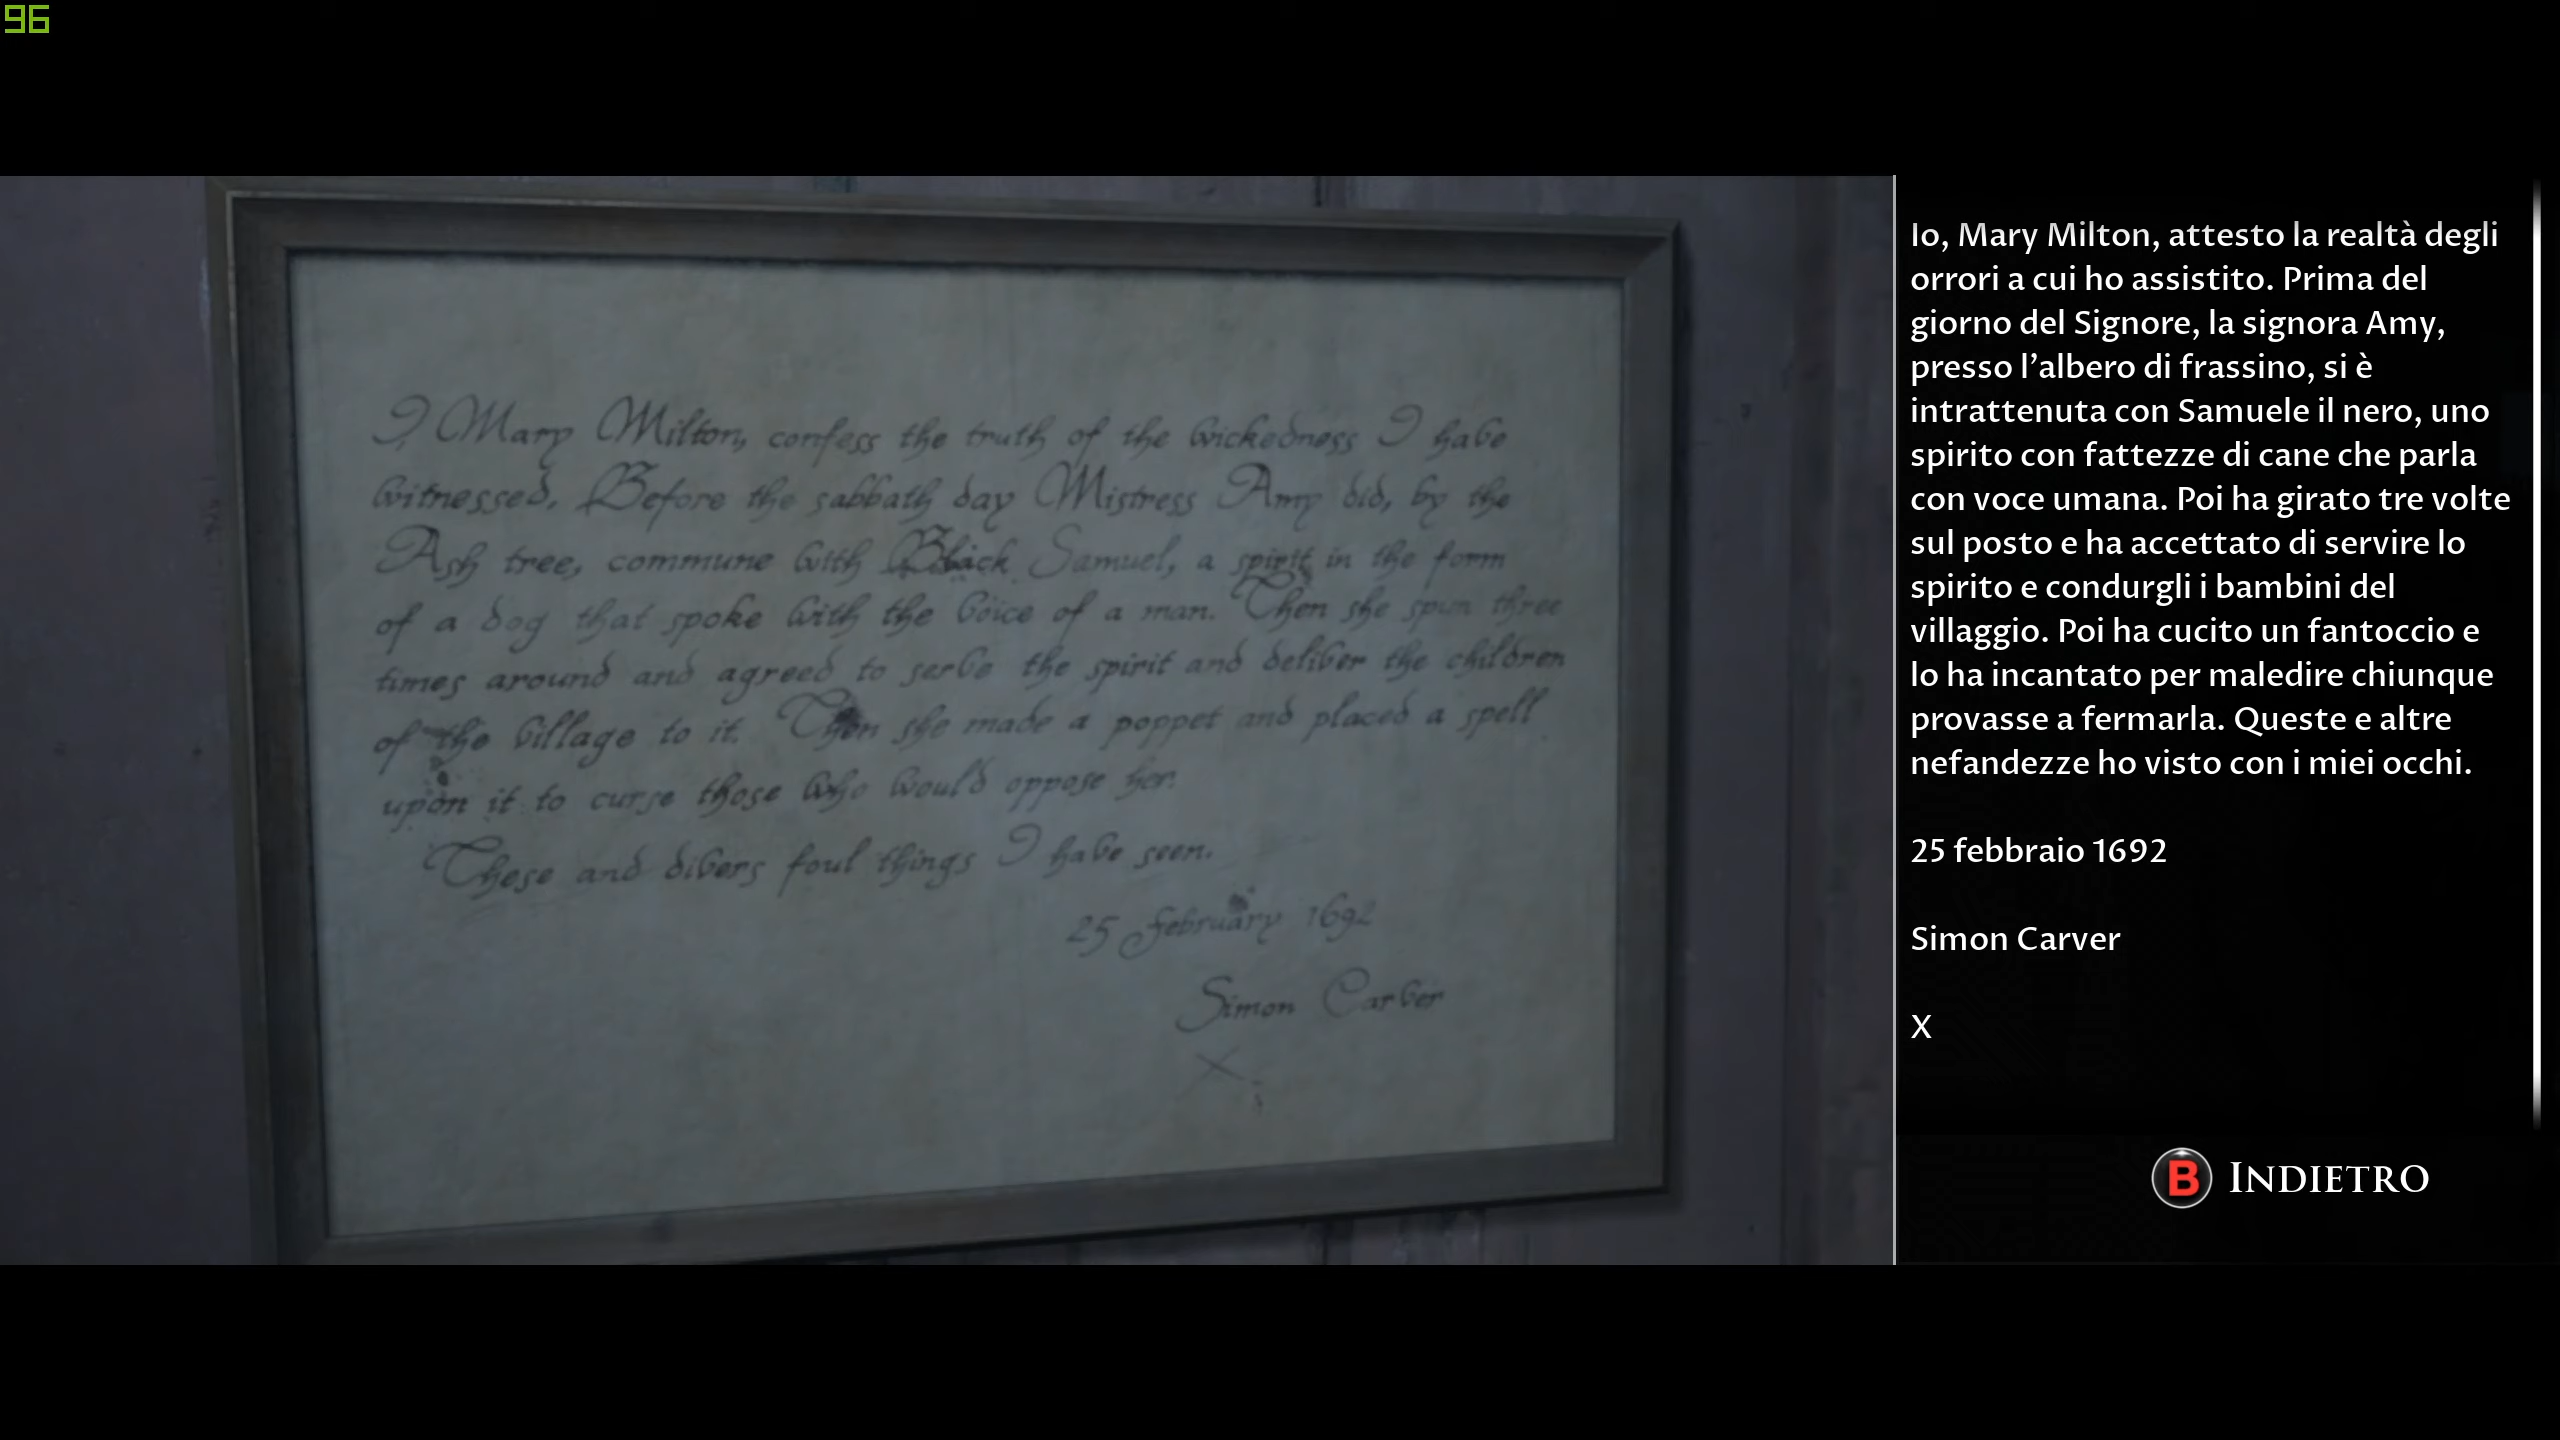 96
I, Mary Milton, confess the truth of the wickedness I have
witnessed. Before the sabbath day Mistress Amy did, by the
Ash tree, commune with Black Samuel, a spirit in the form
of a dog that spoke with the voice of a man. Then she spun three
times around and agreed to serve the spirit and deliver the children
of the village to it. Then she made a poppet and placed a spell
upon it to curse those who would oppose her.
These and divers foul things I have seen.
25 February 1692
Simon Carver
X
Io, Mary Milton, attesto la realtà degli
orrori a cui ho assistito. Prima del
giorno del Signore, la signora Amy,
presso l'albero di frassino, si è
intrattenuta con Samuele il nero, uno
spirito con fattezze di cane che parla
con voce umana. Poi ha girato tre volte
sul posto e ha accettato di servire lo
spirito e condurgli i bambini del
villaggio. Poi ha cucito un fantoccio e
lo ha incantato per maledire chiunque
provasse a fermarla. Queste e altre
nefandezze ho visto con i miei occhi.
25 febbraio 1692
Simon Carver
X
B INDIETRO